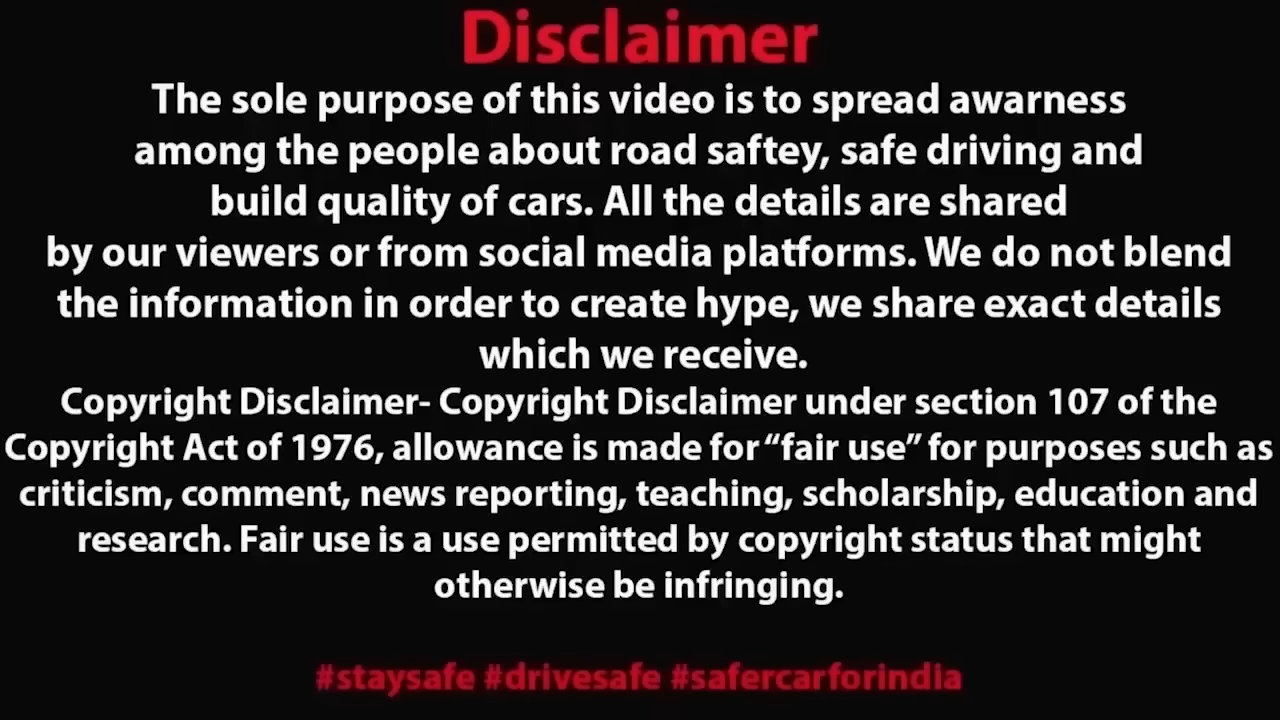 Disclaimer
The sole purpose of this video is to spread awarness
among the people about road saftey, safe driving and
build quality of cars. All the details are shared
by our viewers or from social media platforms. We do not blend
the information in order to create hype, we share exact details
which we receive.
Copyright Disclaimer- Copyright Disclaimer under section 107 of the
Copyright Act of 1976, allowance is made for “fair use” for purposes such as
criticism, comment, news reporting, teaching, scholarship, education and
research. Fair use is a use permitted by copyright status that might
otherwise be infringing.
#staysafe #drivesafe #safercarforindia